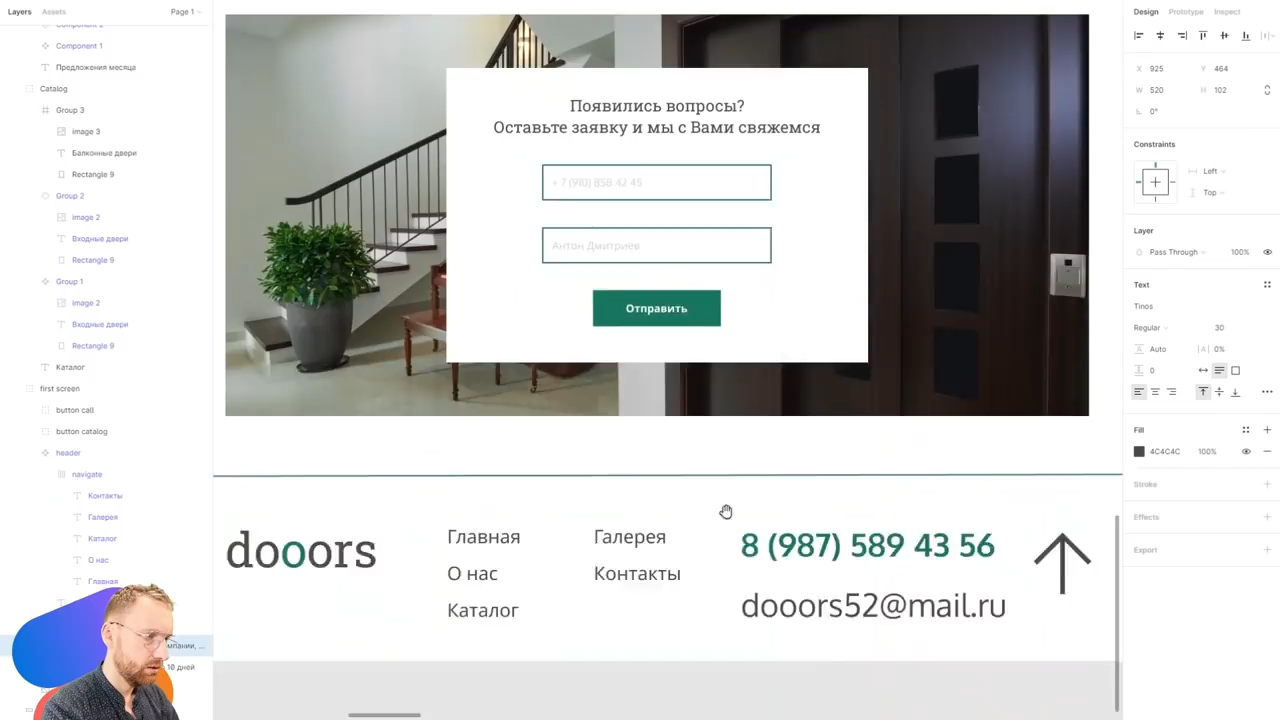 Layers Assets Page 1
Component 1
Предложения месяца
Catalog
Group 3
image 3
Балконные двери
Rectangle 9
Group 2
image 2
Входные двери
Rectangle 9
Group 1
image 2
Входные двери
Rectangle 9
Каталог
first screen
button call
button catalog
header
navigate
Контакты
Галерея
Каталог
О нас
Главная
мпании, ...
10 дней
Появились вопросы?
Оставьте заявку и мы с Вами свяжемся
+ 7 (910) 858 42 45
Антон Дмитриев
Отправить
dooors
Главная
О нас
Каталог
Галерея
Контакты
8 (987) 589 43 56
dooors52@mail.ru
Design Prototype Inspect
X 925 Y 464
W 520 H 102
0°
Constraints
Left
Top
Layer
Pass Through 100%
Text
Tinos
Regular 30
A Auto |A| 0%
0
Fill
4C4C4C 100%
Stroke
Effects
Export